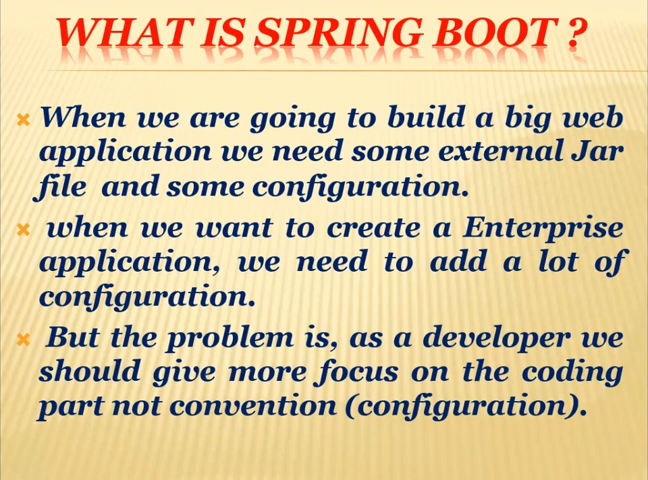 WHAT IS SPRING BOOT ?
When we are going to build a big web
application we need some external Jar
file and some configuration.
when we want to create a Enterprise
application, we need to add a lot of
configuration.
But the problem is, as a developer we
should give more focus on the coding
part not convention (configuration).